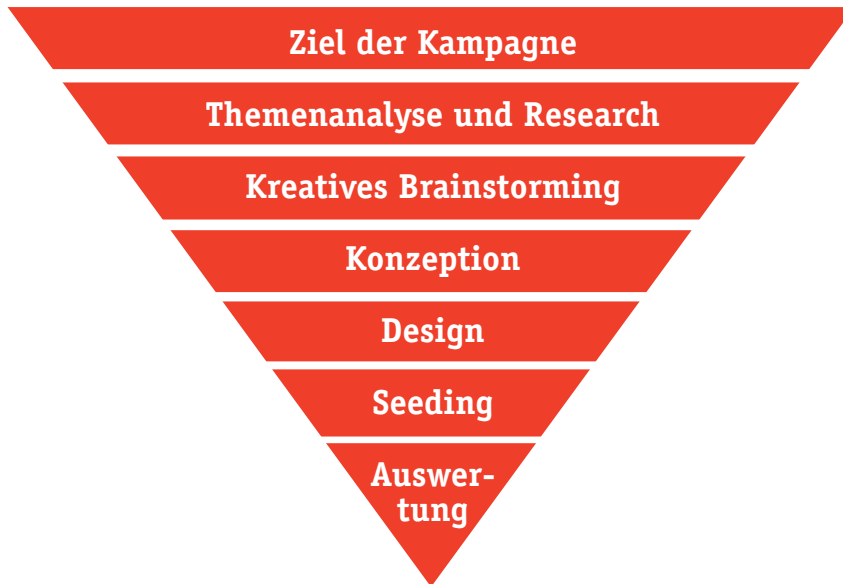 Ziel der Kampagne
Themenanalyse und Research
Kreatives Brainstorming
Konzeption
Design
Seeding
Auswer-
tung